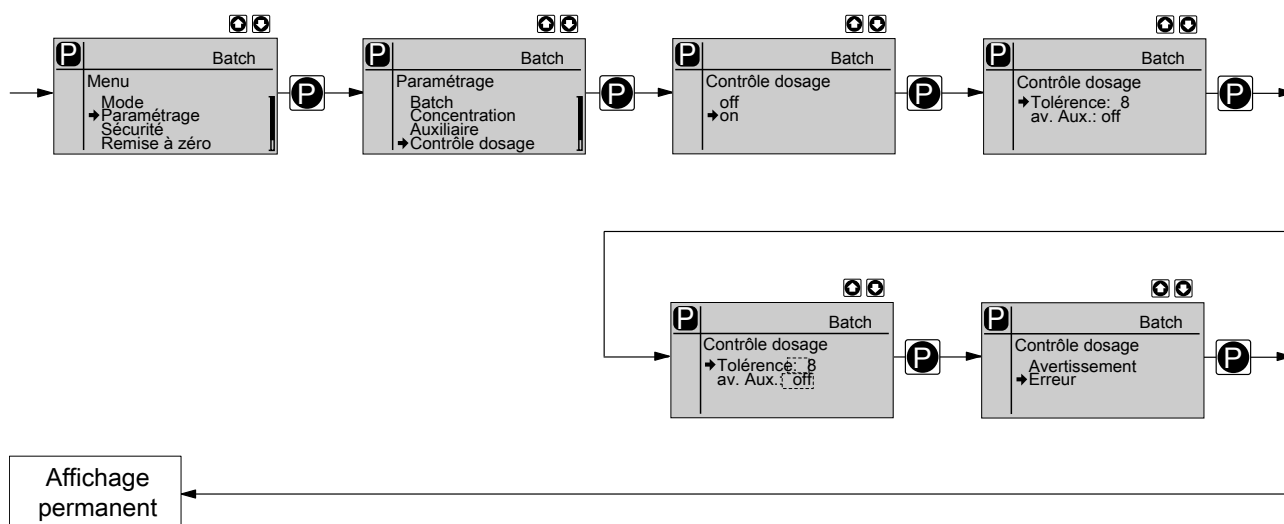 P Batch
Menu
Mode
Paramétrage
Sécurité
Remise à zéro
P
P Batch
Paramétrage
Batch
Concentration
Auxiliaire
Contrôle dosage
P
P Batch
Contrôle dosage
off
on
P
P Batch
Contrôle dosage
Tolérence: 8
av. Aux.: off
P
P Batch
Contrôle dosage
Tolérence: 8
av. Aux.: off
P
P Batch
Contrôle dosage
Avertissement
Erreur
P
Affichage
permanent